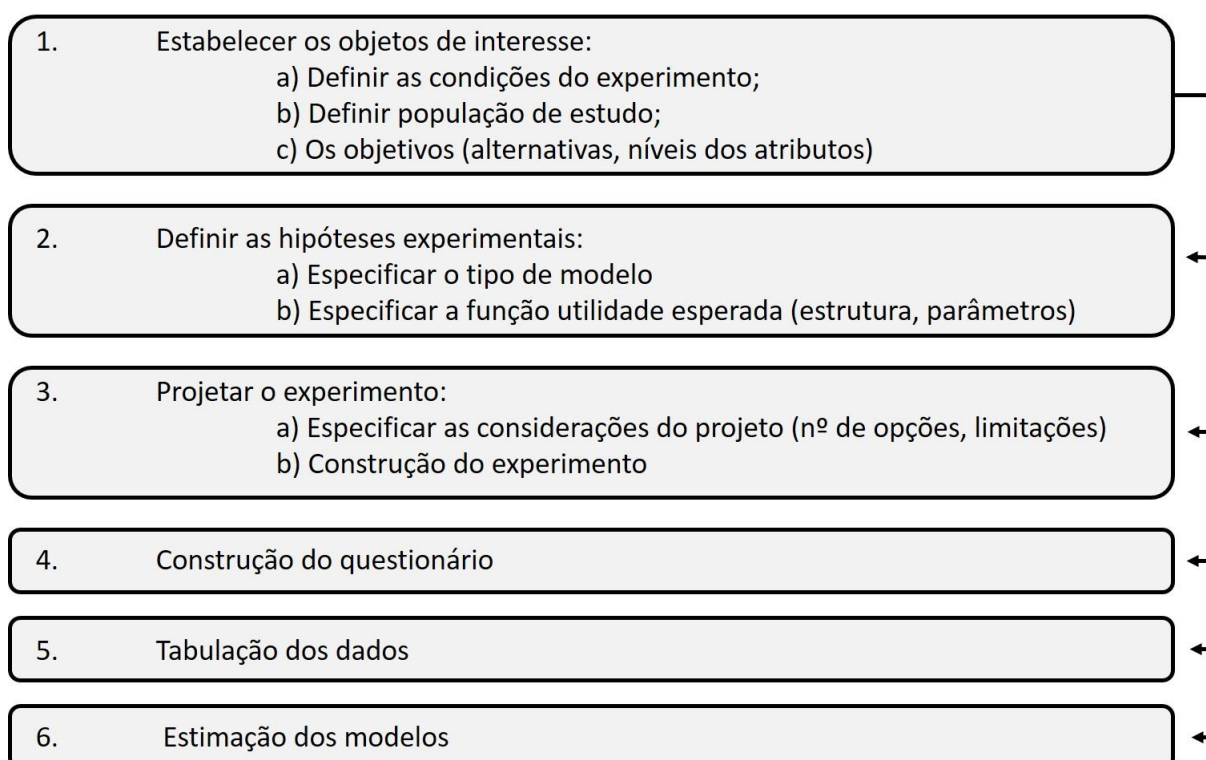 1. Estabelecer os objetos de interesse:
a) Definir as condições do experimento;
b) Definir população de estudo;
c) Os objetivos (alternativas, níveis dos atributos)
2. Definir as hipóteses experimentais:
a) Especificar o tipo de modelo
b) Especificar a função utilidade esperada (estrutura, parâmetros)
3. Projetar o experimento:
a) Especificar as considerações do projeto (nº de opções, limitações)
b) Construção do experimento
4. Construção do questionário
5. Tabulação dos dados
6. Estimação dos modelos